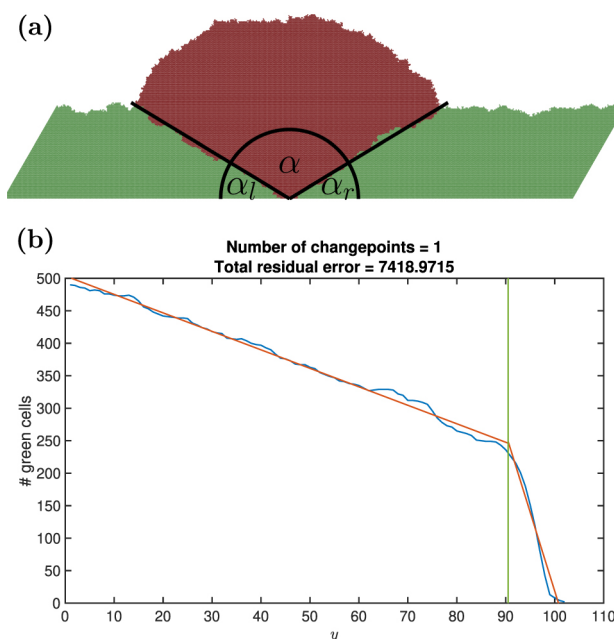 (a)
α
α_l α_r
(b)
Number of changepoints = 1
Total residual error = 7418.9715
500
450
400
350
300
250
200
150
100
50
0
# green cells
0 10 20 30 40 50 60 70 80 90 100 110
y